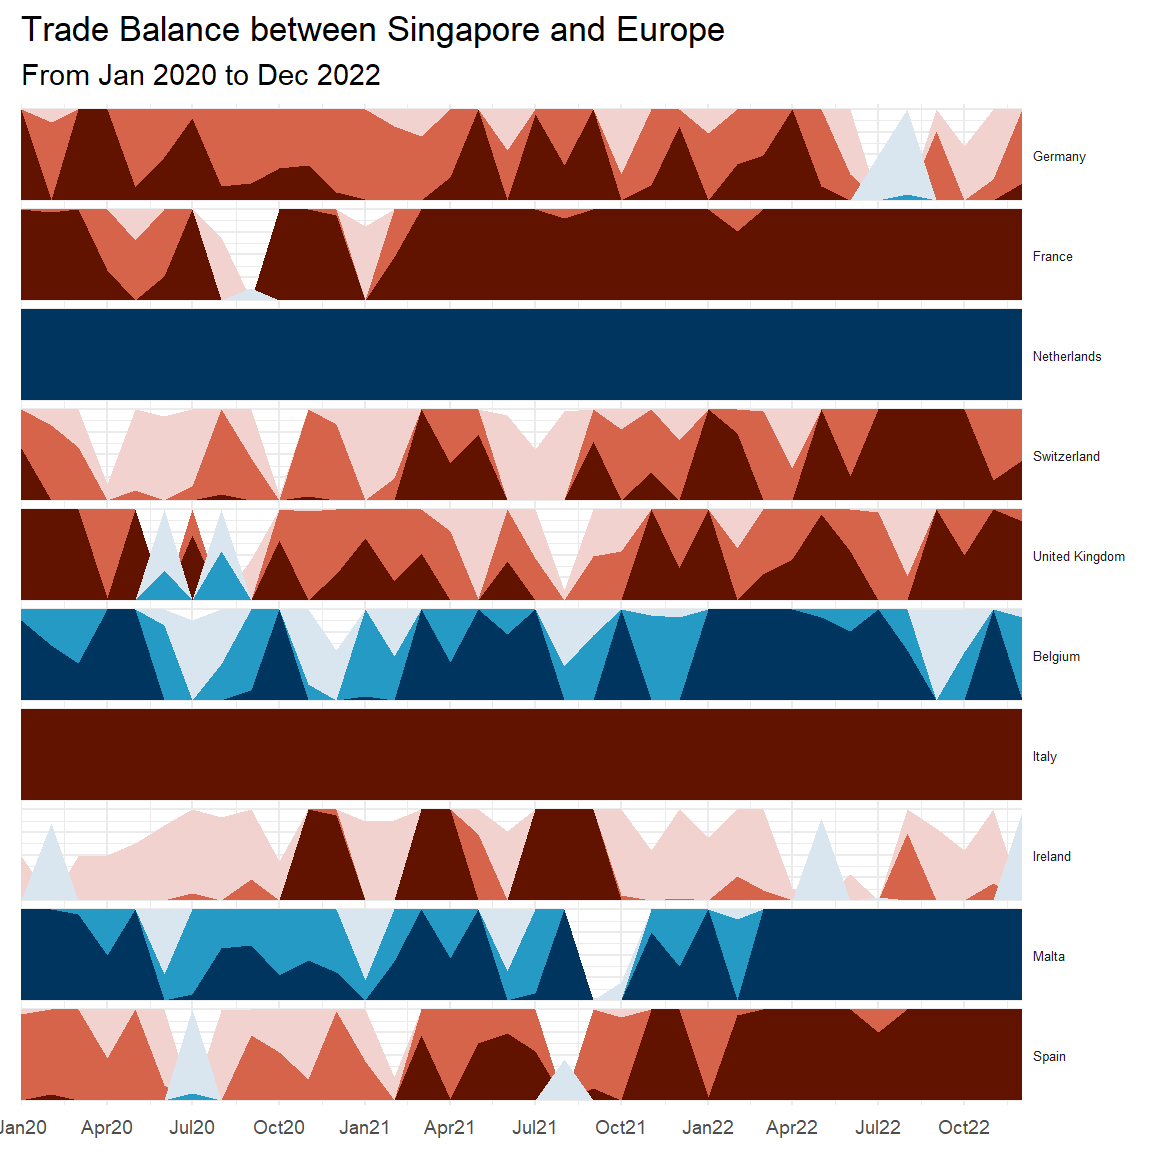 Trade Balance between Singapore and Europe
From Jan 2020 to Dec 2022
Germany
France
Netherlands
Switzerland
United Kingdom
Belgium
Italy
Ireland
Malta
Spain
Jan20 Apr20 Jul20 Oct20 Jan21 Apr21 Jul21 Oct21 Jan22 Apr22 Jul22 Oct22